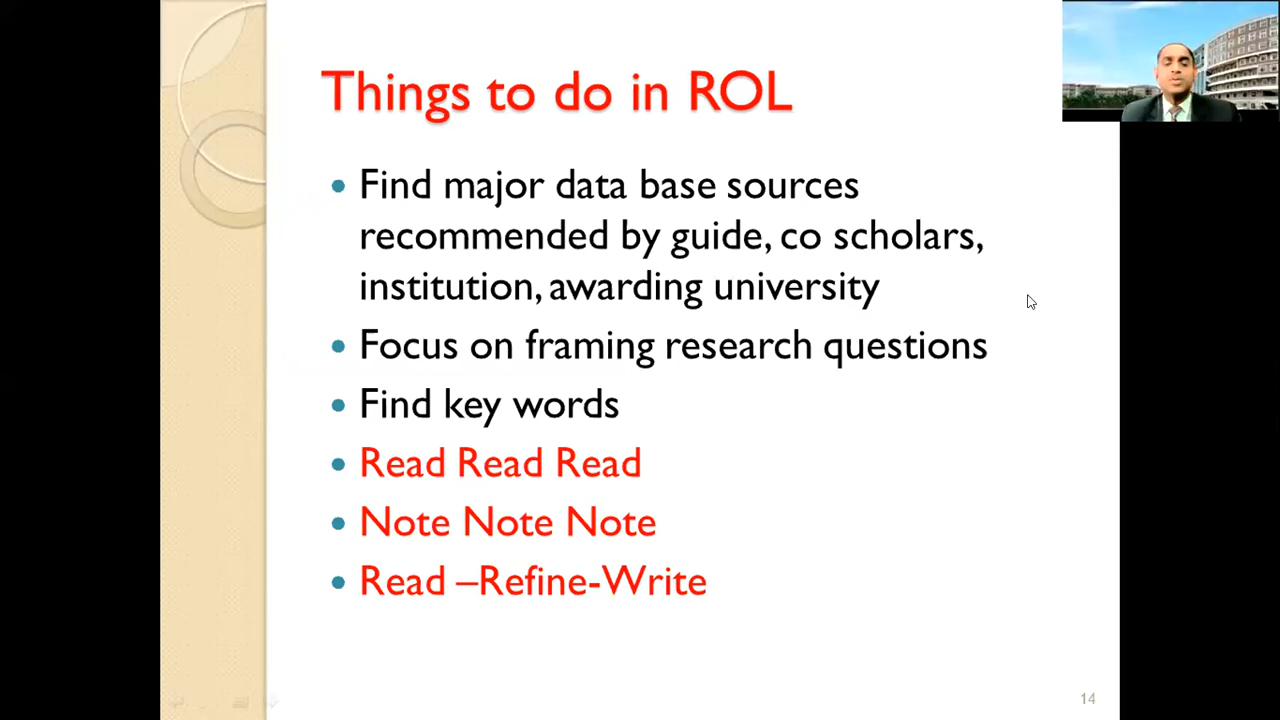 Things to do in ROL
• Find major data base sources
recommended by guide, co scholars,
institution, awarding university
• Focus on framing research questions
• Find key words
• Read Read Read
• Note Note Note
• Read –Refine-Write
14